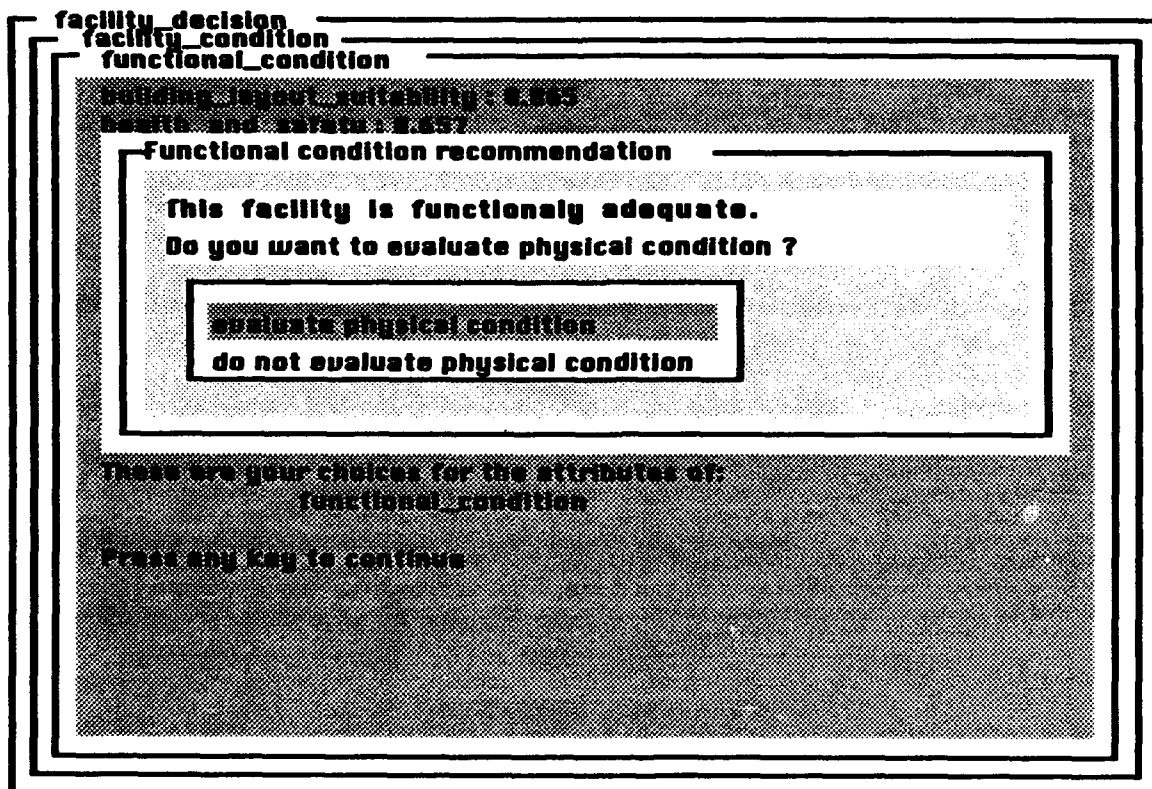 facility_decision
facility_condition
functional_condition
building_layout_suitability : 0.865
health and safety : 0.657
Functional condition recommendation
This facility is functionaly adequate.
Do you want to evaluate physical condition ?
evaluate physical condition
do not evaluate physical condition
These are your choices for the attributes of:
functional_condition
Press any key to continue